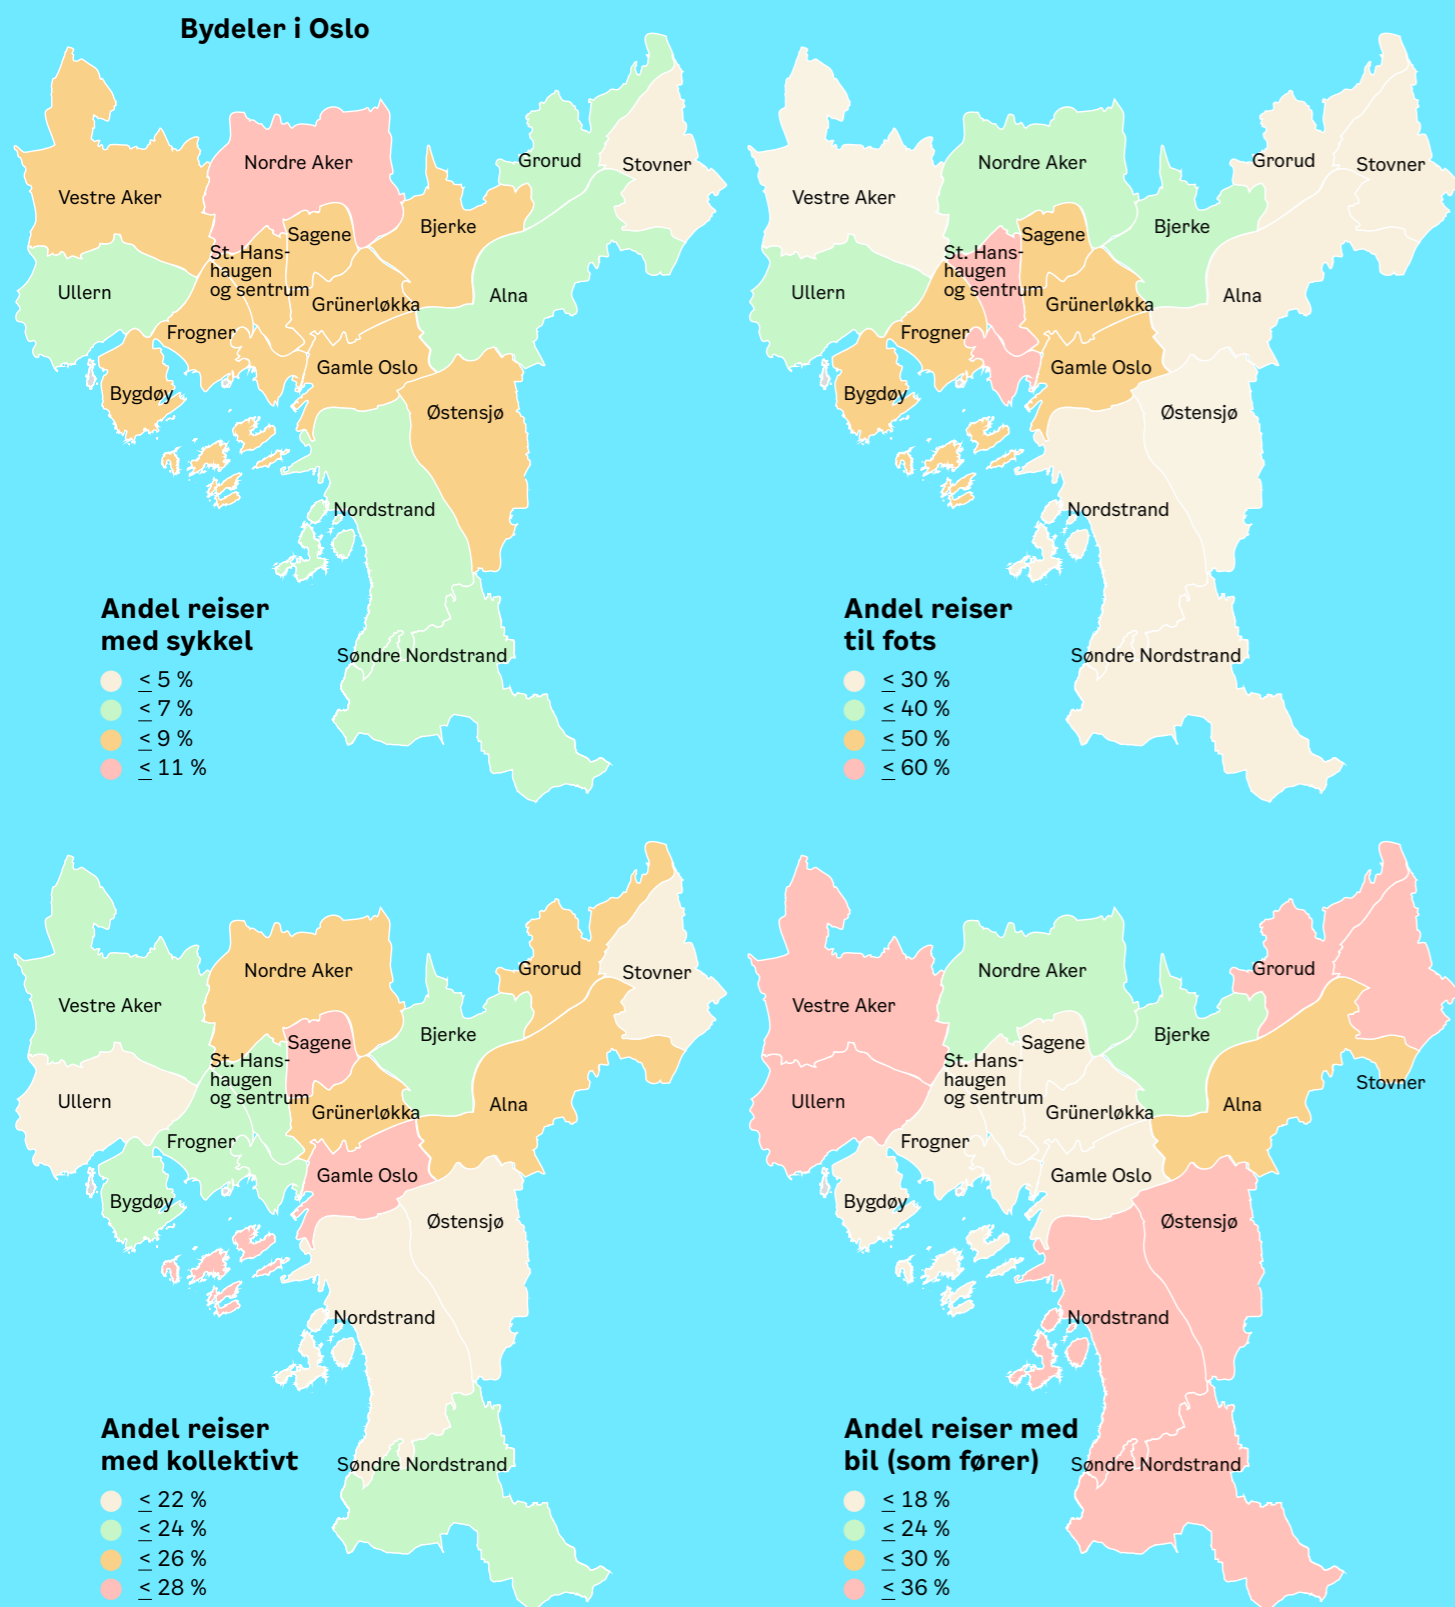 Bydeler i Oslo
Nordre Aker
Grorud
Stovner
Vestre Aker
Bjerke
Sagene
St. Hans-
haugen
og sentrum
Ullern
Grünerløkka
Alna
Frogner
Gamle Oslo
Bygdøy
Østensjø
Nordstrand
Søndre Nordstrand
Andel reiser
med sykkel
≤ 5 %
≤ 7 %
≤ 9 %
≤ 11 %
Nordre Aker
Grorud
Stovner
Vestre Aker
Bjerke
Sagene
St. Hans-
haugen
og sentrum
Ullern
Grünerløkka
Alna
Frogner
Gamle Oslo
Bygdøy
Østensjø
Nordstrand
Søndre Nordstrand
Andel reiser
til fots
≤ 30 %
≤ 40 %
≤ 50 %
≤ 60 %
Nordre Aker
Grorud
Stovner
Vestre Aker
Bjerke
Sagene
St. Hans-
haugen
og sentrum
Ullern
Grünerløkka
Alna
Frogner
Gamle Oslo
Bygdøy
Østensjø
Nordstrand
Søndre Nordstrand
Andel reiser
med kollektivt
≤ 22 %
≤ 24 %
≤ 26 %
≤ 28 %
Nordre Aker
Grorud
Vestre Aker
Bjerke
Sagene
St. Hans-
haugen
og sentrum
Stovner
Ullern
Grünerløkka
Alna
Frogner
Gamle Oslo
Bygdøy
Østensjø
Nordstrand
Søndre Nordstrand
Andel reiser med
bil (som fører)
≤ 18 %
≤ 24 %
≤ 30 %
≤ 36 %